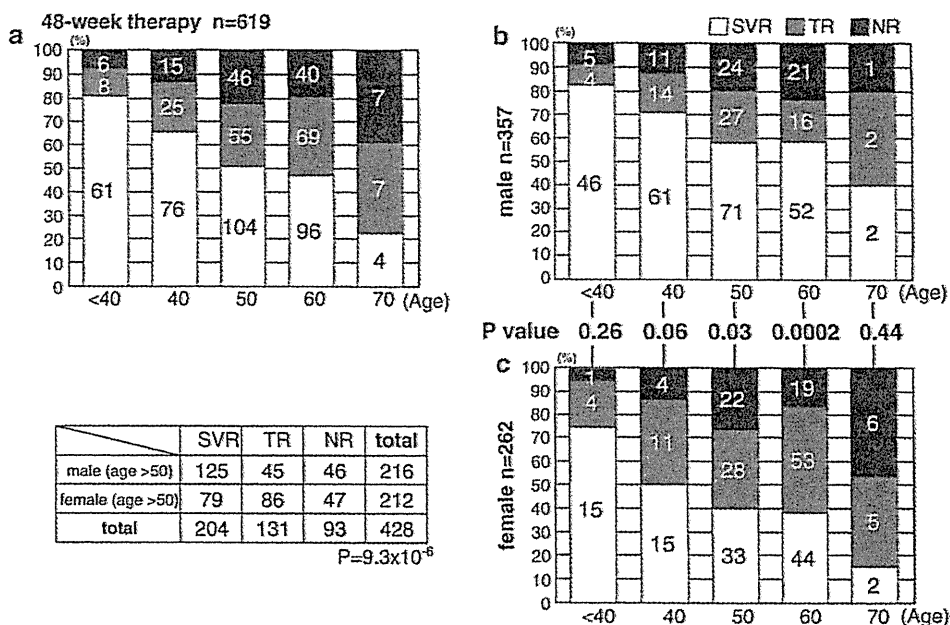 48-week therapy n=619
a
(%)
100
90
80
70
60
50
40
30
20
10
0
6 15 46 40 7
8 25 55 69 7
61 76 104 96 4
<40 40 50 60 70 (Age)
SVR TR NR
b
(%)
male n=357
100
90
80
70
60
50
40
30
20
10
0
5 11 24 21 1
4 14 27 16 2
46 61 71 52 2
<40 40 50 60 70 (Age)
P value 0.26 0.06 0.03 0.0002 0.44
c
(%)
female n=262
100
90
80
70
60
50
40
30
20
10
0
1 4 22 19 6
4 11 28 53 5
15 15 33 44 2
<40 40 50 60 70 (Age)
SVR TR NR total
male (age >50) 125 45 46 216
female (age >50) 79 86 47 212
total 204 131 93 428
P=9.3x10-6